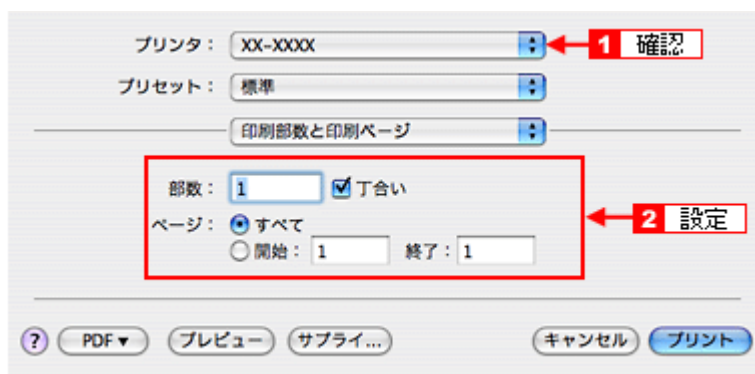 プリンタ： XX-XXXX 1 確認
プリセット： 標準
印刷部数と印刷ページ
部数： 1 丁合い
ページ： すべて
開始： 1 終了： 1
2 設定
? PDF▼ プレビュー サプライ... キャンセル プリント